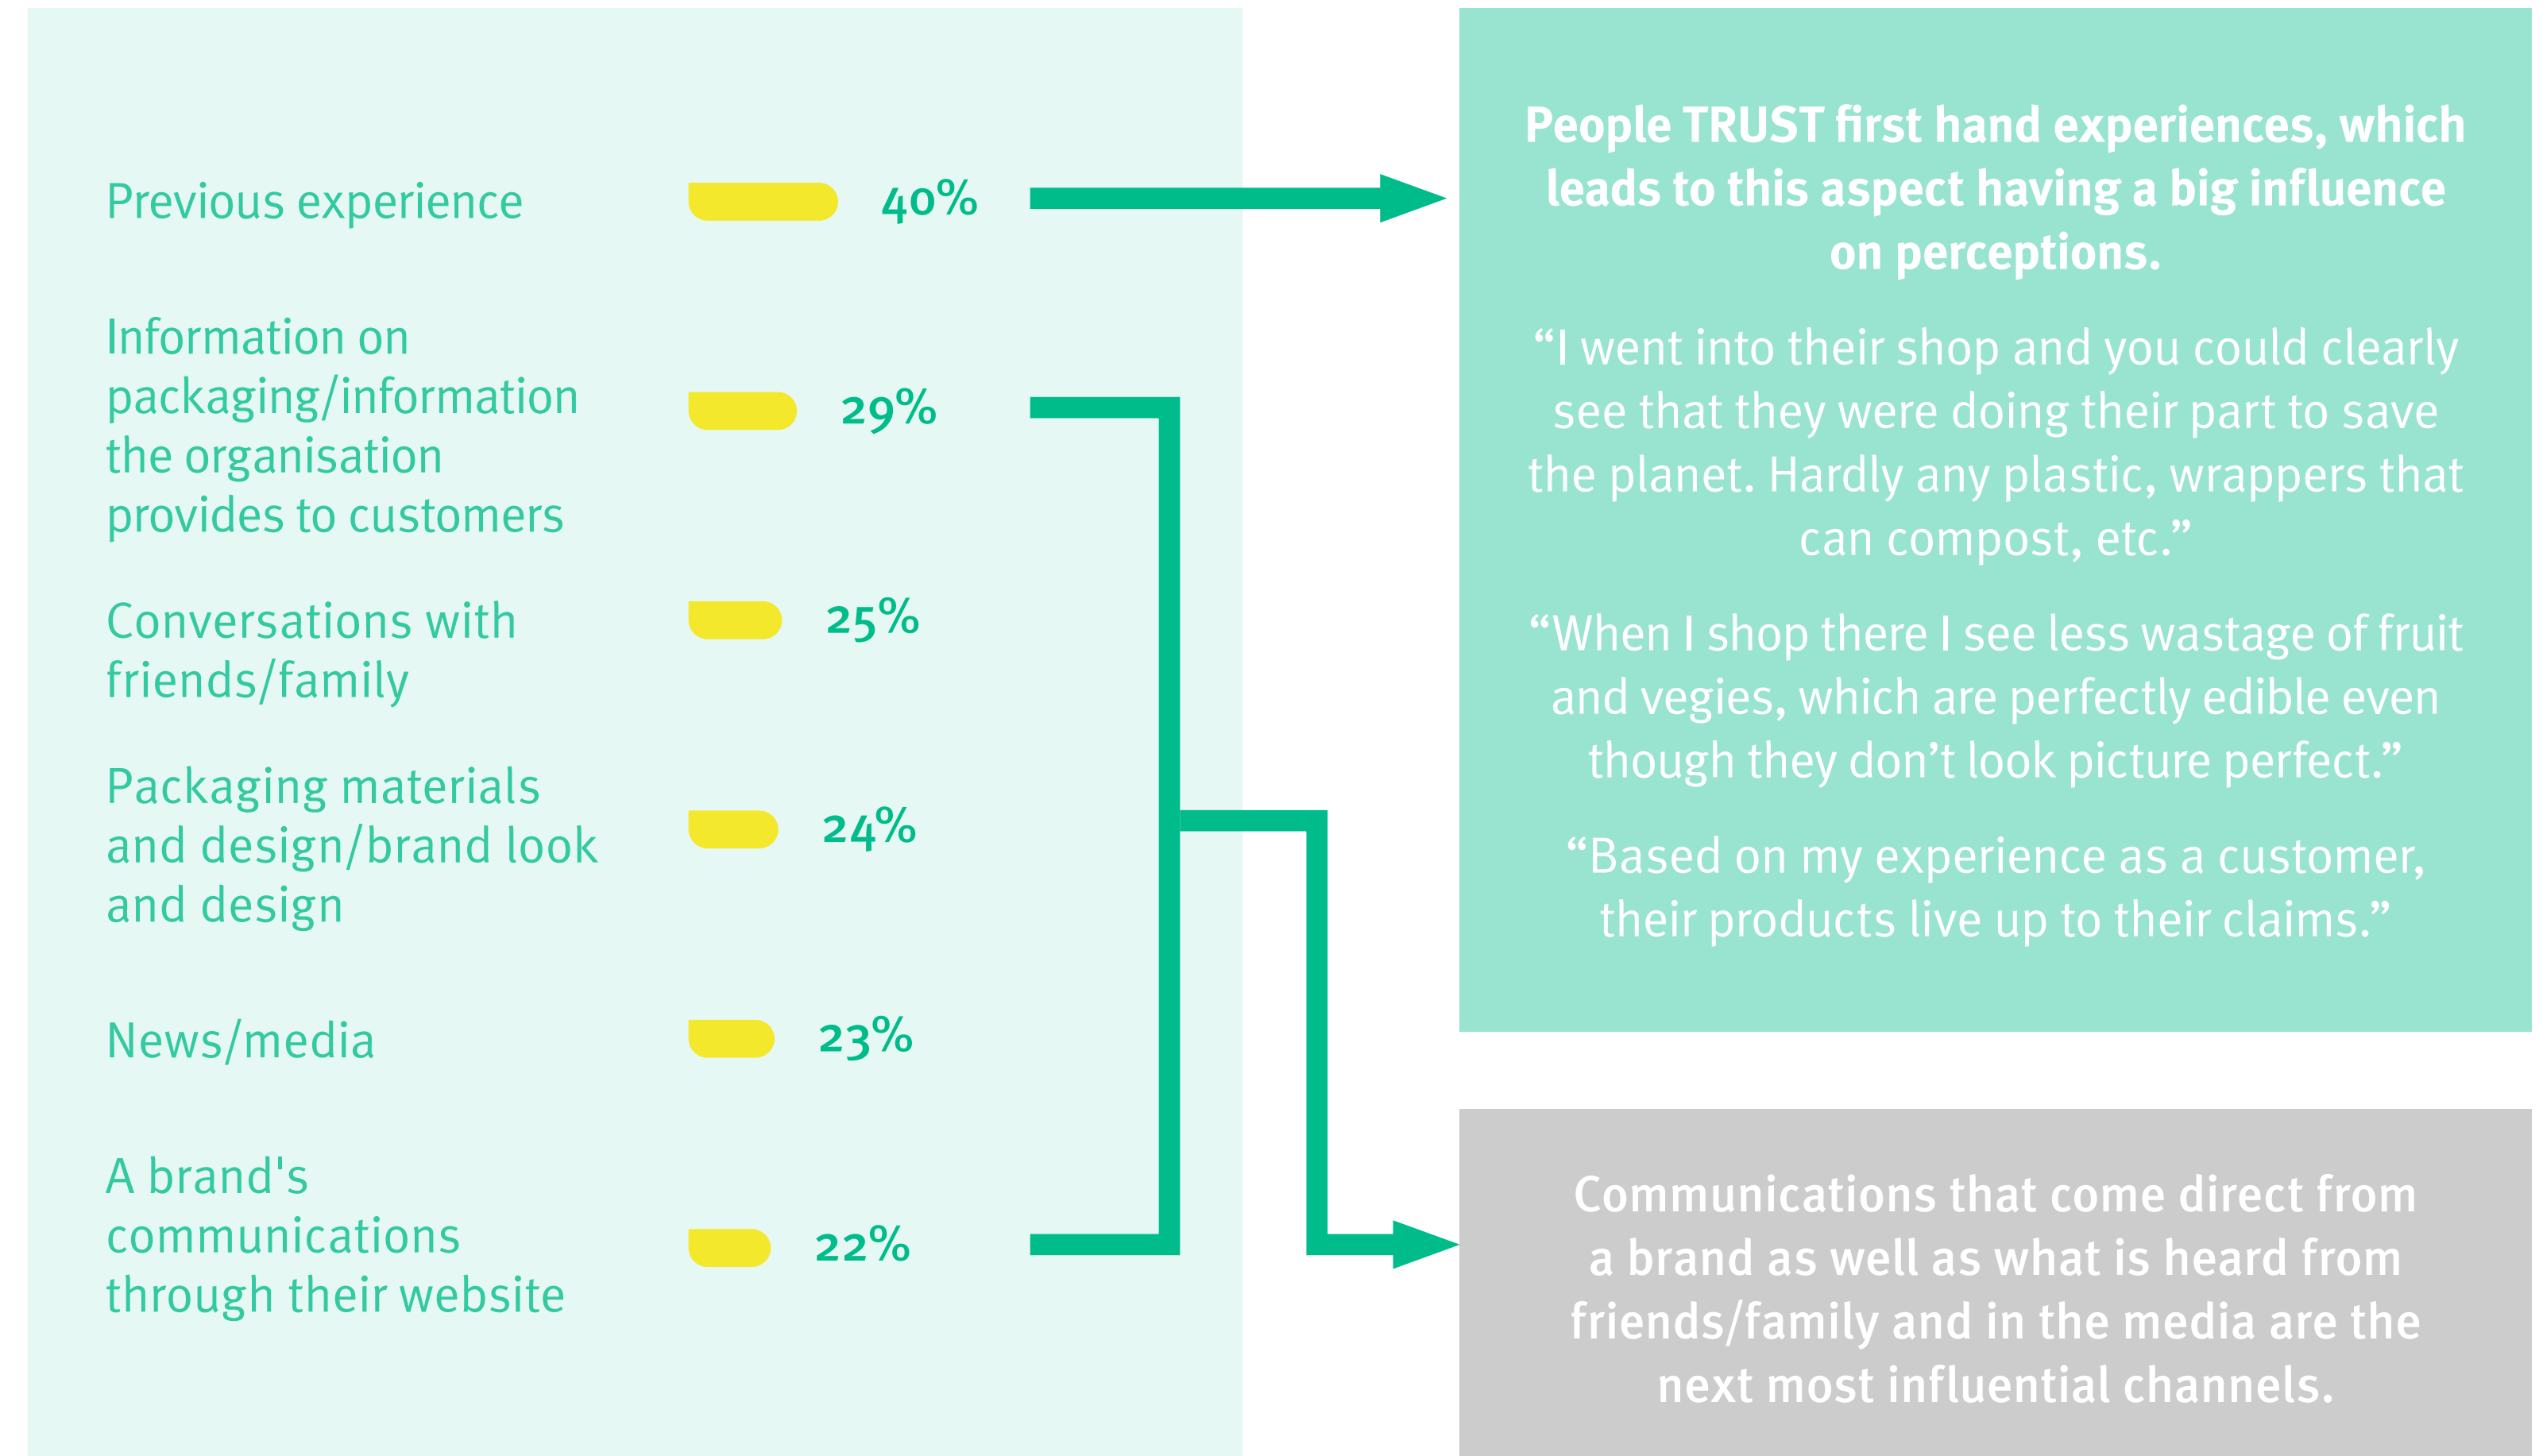 Previous experience
40%
Information on
packaging/information
the organisation
provides to customers
29%
Conversations with
friends/family
25%
Packaging materials
and design/brand look
and design
24%
News/media
23%
A brand's
communications
through their website
22%
People TRUST first hand experiences, which
leads to this aspect having a big influence
on perceptions.
“I went into their shop and you could clearly
see that they were doing their part to save
the planet. Hardly any plastic, wrappers that
can compost, etc.”
“When I shop there I see less wastage of fruit
and vegies, which are perfectly edible even
though they don’t look picture perfect.”
“Based on my experience as a customer,
their products live up to their claims.”
Communications that come direct from
a brand as well as what is heard from
friends/family and in the media are the
next most influential channels.